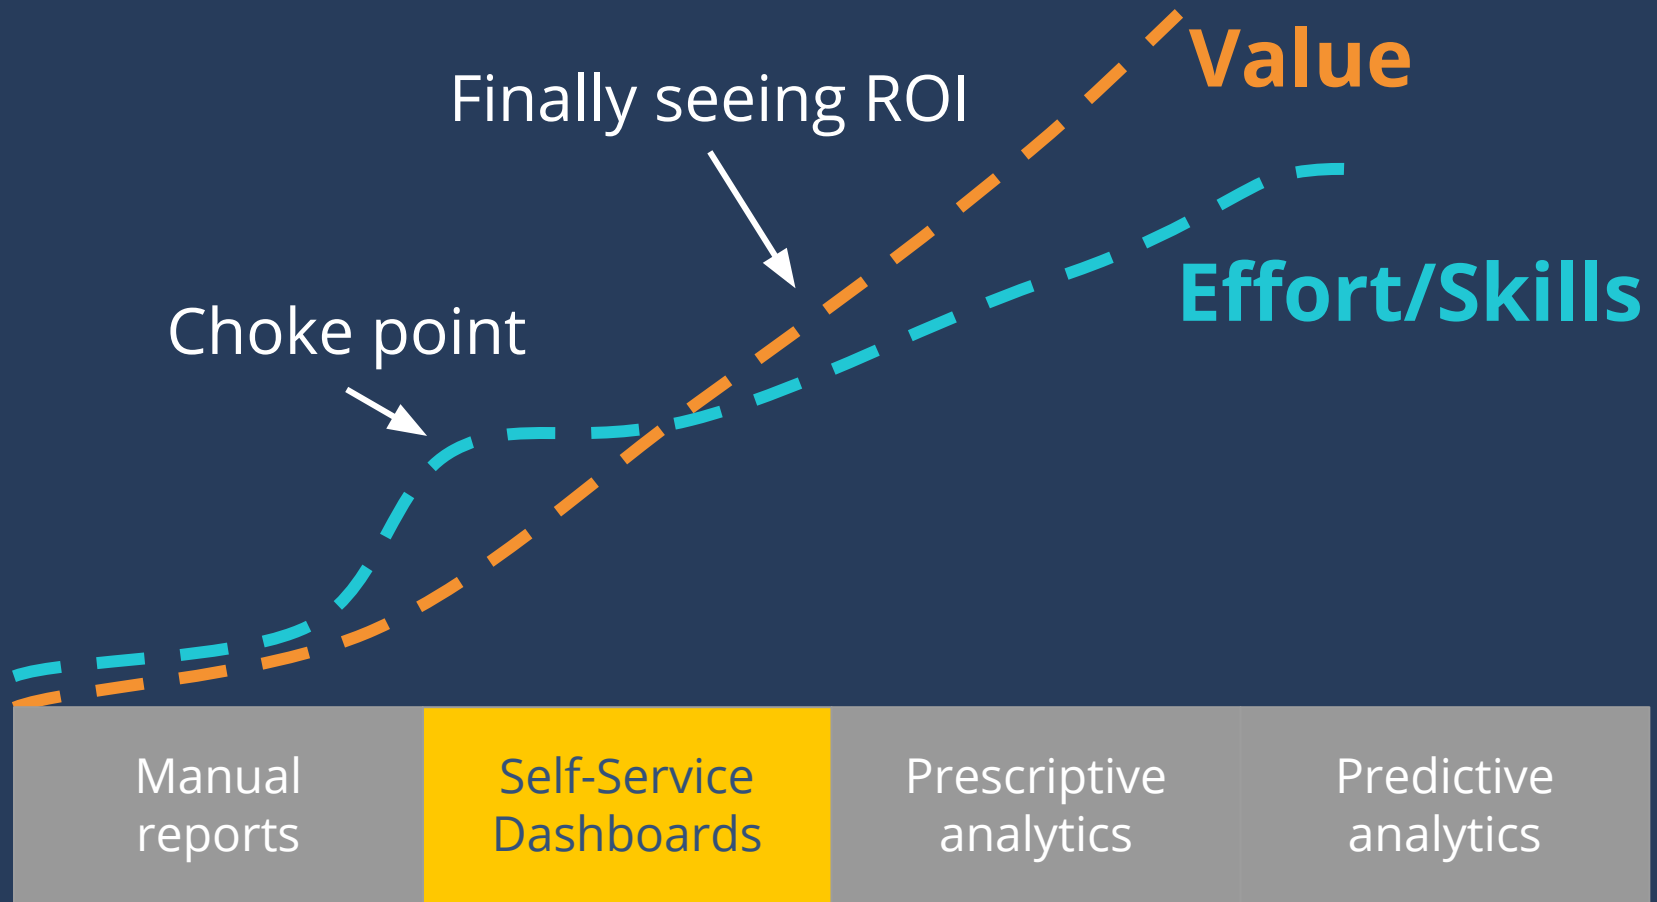 Value
Finally seeing ROI
Effort/Skills
Choke point
Manual
reports
Self-Service
Dashboards
Prescriptive
analytics
Predictive
analytics